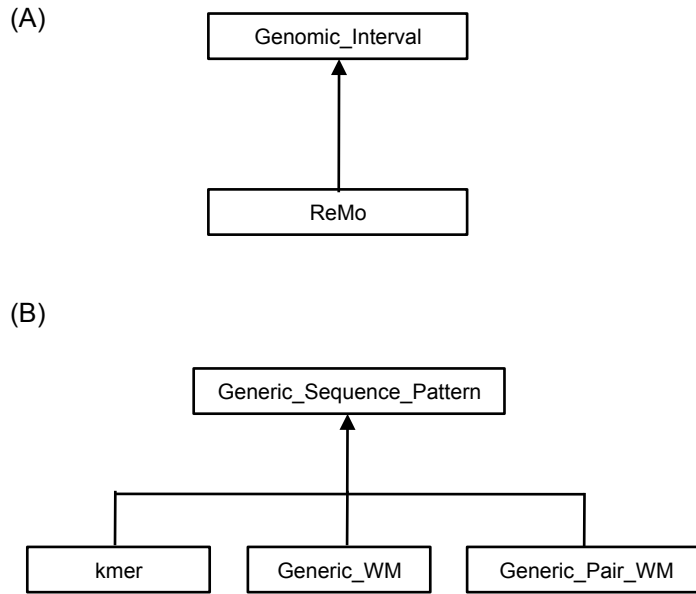 (A)
Genomic_Interval
ReMo
(B)
Generic_Sequence_Pattern
kmer
Generic_WM
Generic_Pair_WM